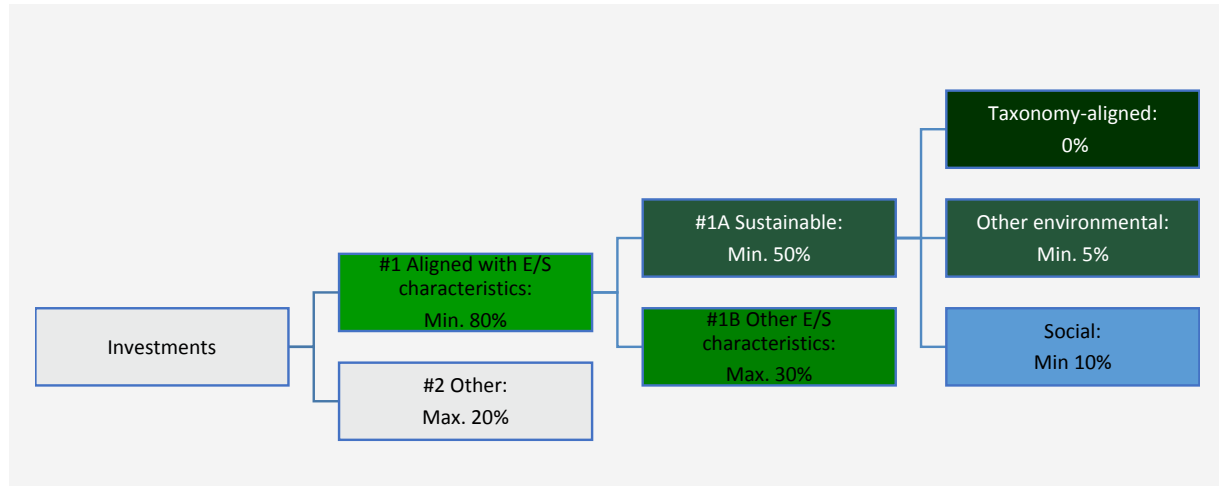 Investments
#1 Aligned with E/S
characteristics:
Min. 80%
#2 Other:
Max. 20%
#1A Sustainable:
Min. 50%
#1B Other E/S
characteristics:
Max. 30%
Taxonomy-aligned:
0%
Other environmental:
Min. 5%
Social:
Min 10%